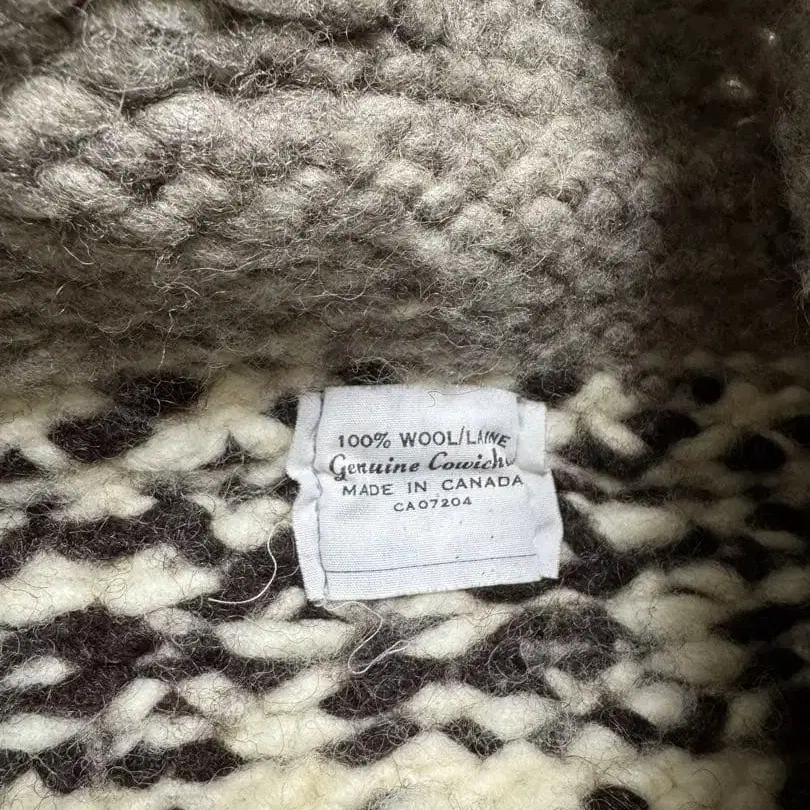 100% WOOL/LAINE
Genuine Cowich
MADE IN CANADA
CA07204